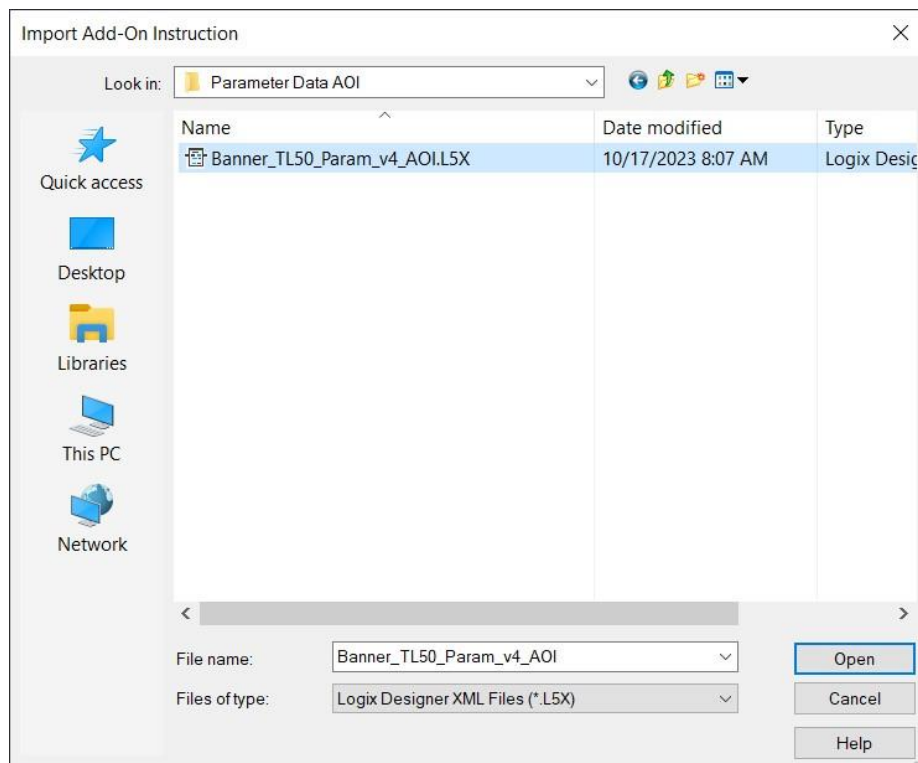 Import Add-On Instruction
Look in: Parameter Data AOI
Name Date modified Type
Banner_TL50_Param_v4_AOI.L5X 10/17/2023 8:07 AM Logix Desig
Quick access
Desktop
Libraries
This PC
Network
File name: Banner_TL50_Param_v4_AOI Open
Files of type: Logix Designer XML Files (*.L5X) Cancel
Help